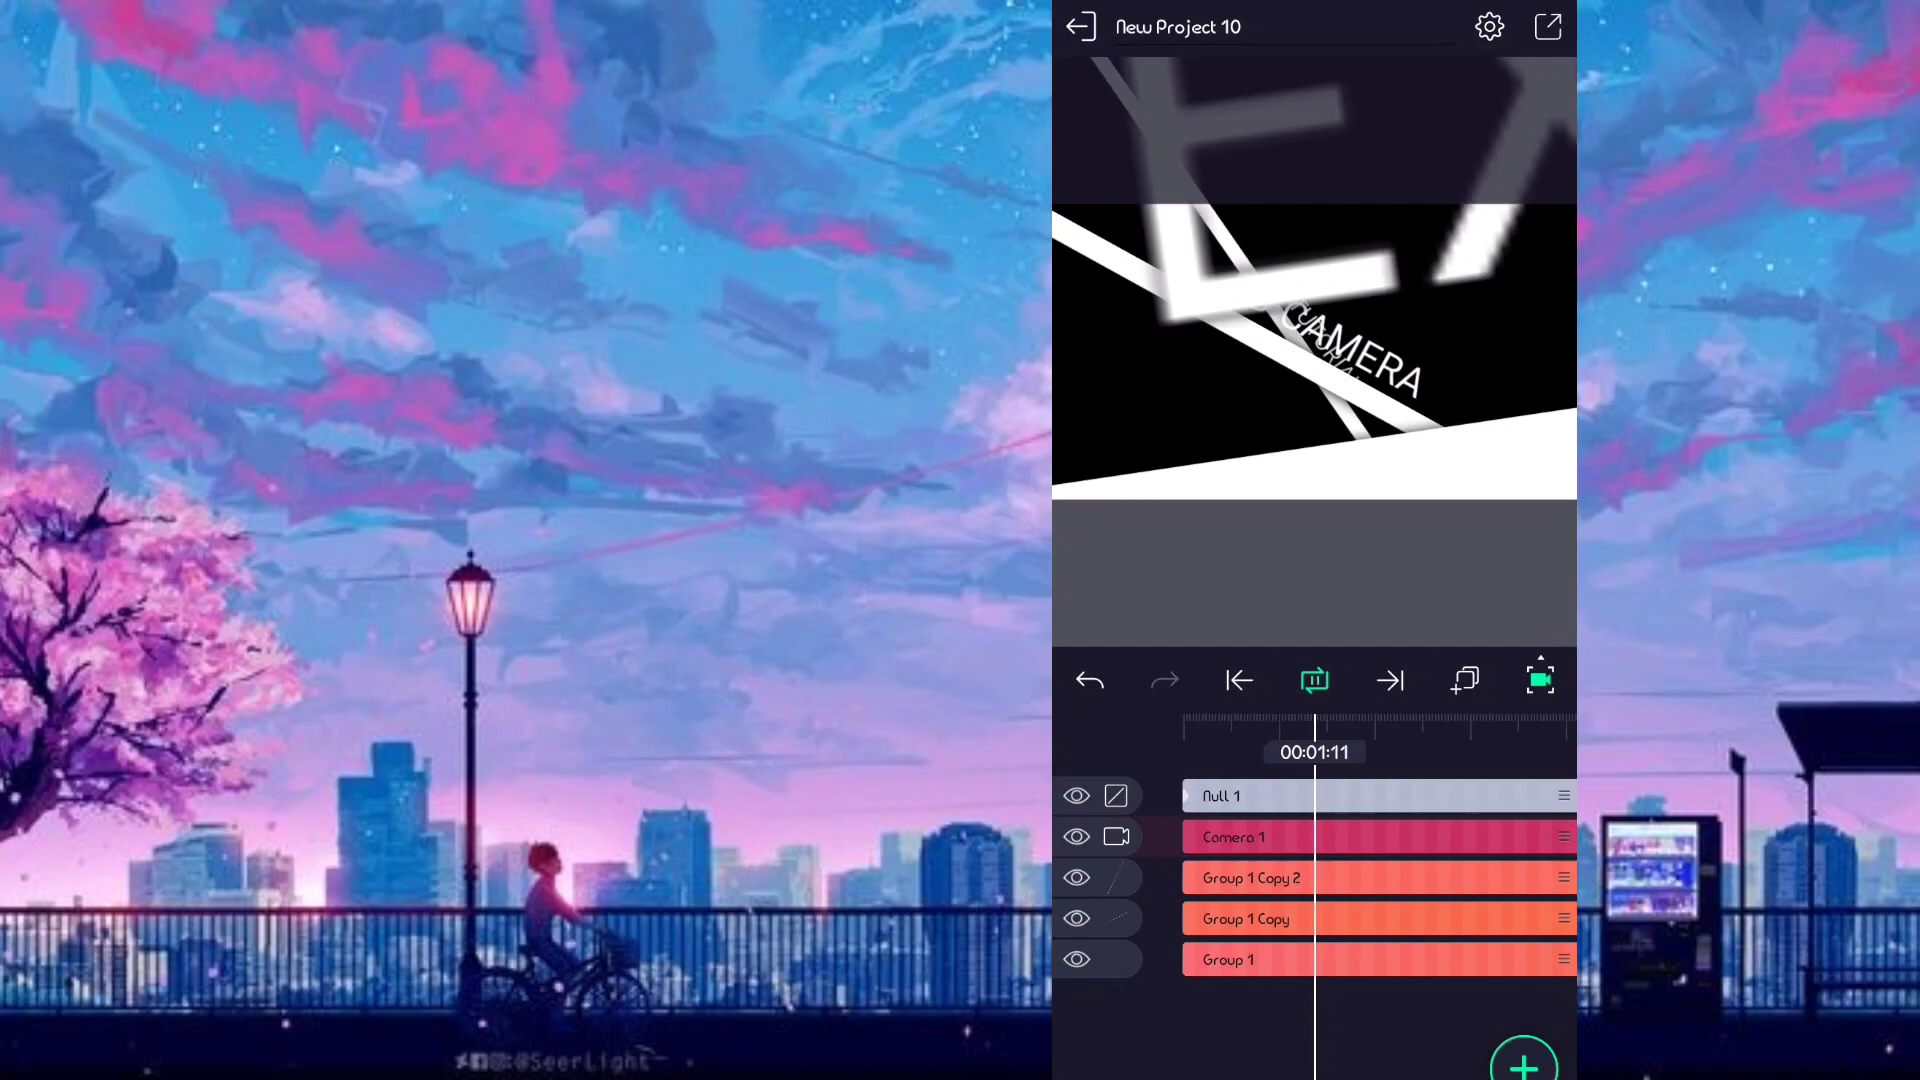 New Project 10
CAMERA
00:01:11
Null 1
Camera 1
Group 1 Copy 2
Group 1 Copy
Group 1
@SeerLight